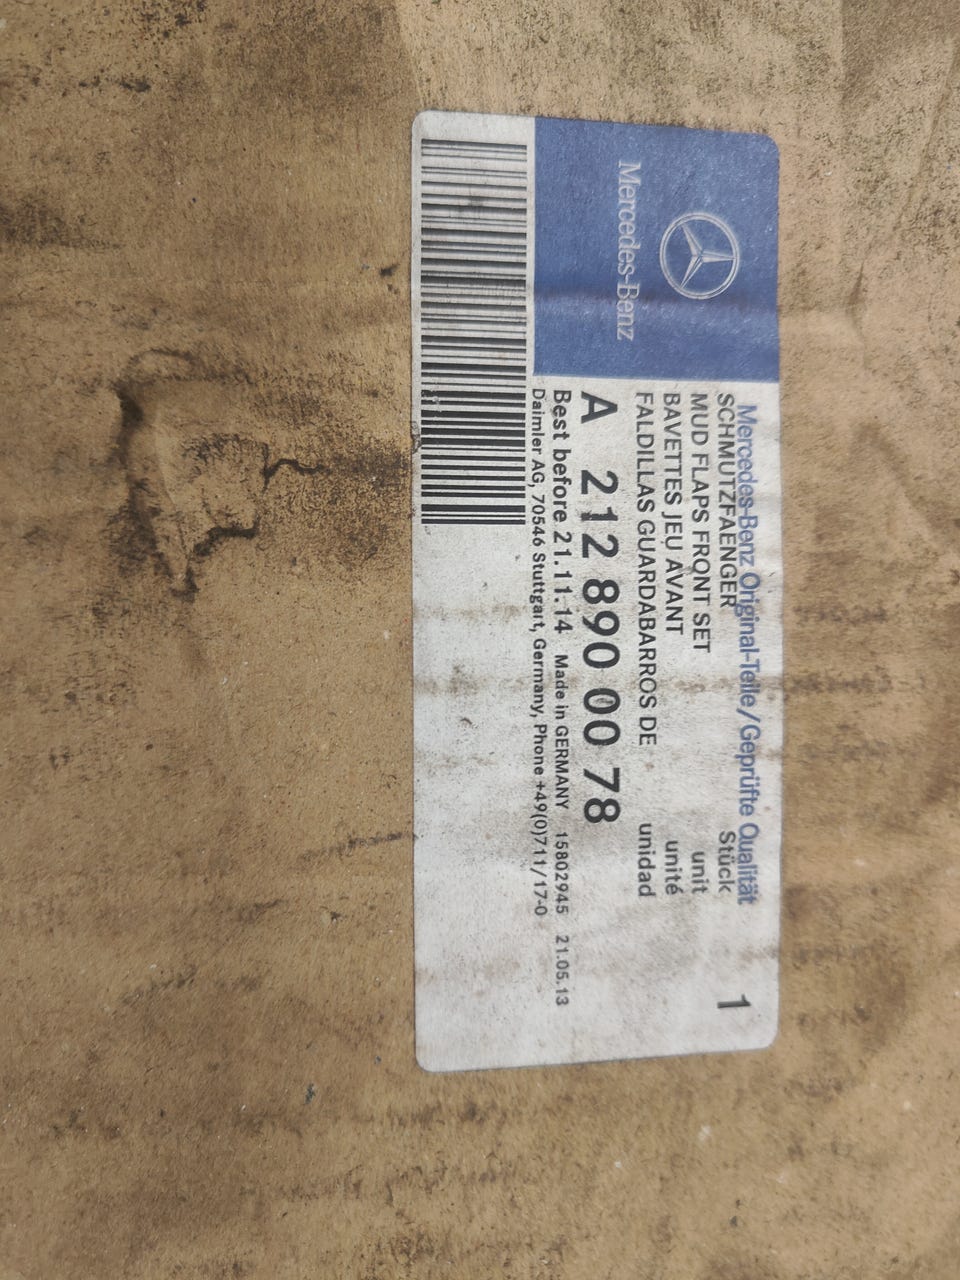 Mercedes-Benz
Mercedes-Benz Original-Teile/Geprüfte Qualität
SCHMUTZFAENGER Stück 1
MUD FLAPS FRONT SET unit
BAVETTES JEU AVANT unité
FALDILLAS GUARDABARROS DE unidad
A 212 890 00 78
Best before 21.11.14 Made in GERMANY 15802945 21.05.13
Daimler AG, 70546 Stuttgart, Germany, Phone +49(0)711/17-0